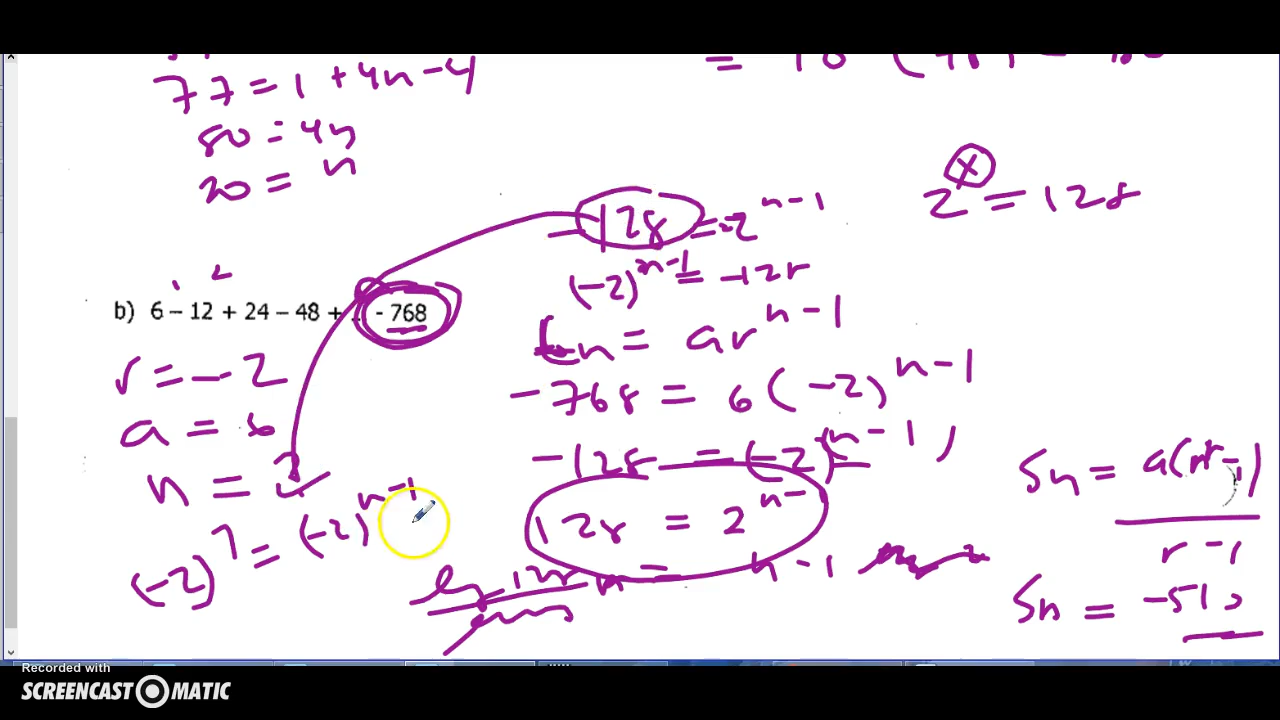 77 = 1 + 4n - 4
80 = 4n
20 = n
2^x = 128
-128 = -2^{n-1}
(-2)^{n-1} = -128
1 2
b) 6 – 12 + 24 – 48 + ... - 768
r = -2
a = 6
n =
(-2)^7 = (-2)^{n-1}
tn = ar^{n-1}
-768 = 6(-2)^{n-1}
-128 = (-2)^{n-1}
128 = 2^{n-1}
n-1
Sn =
r - 1
Sn = -510
Recorded with
SCREENCAST MATIC